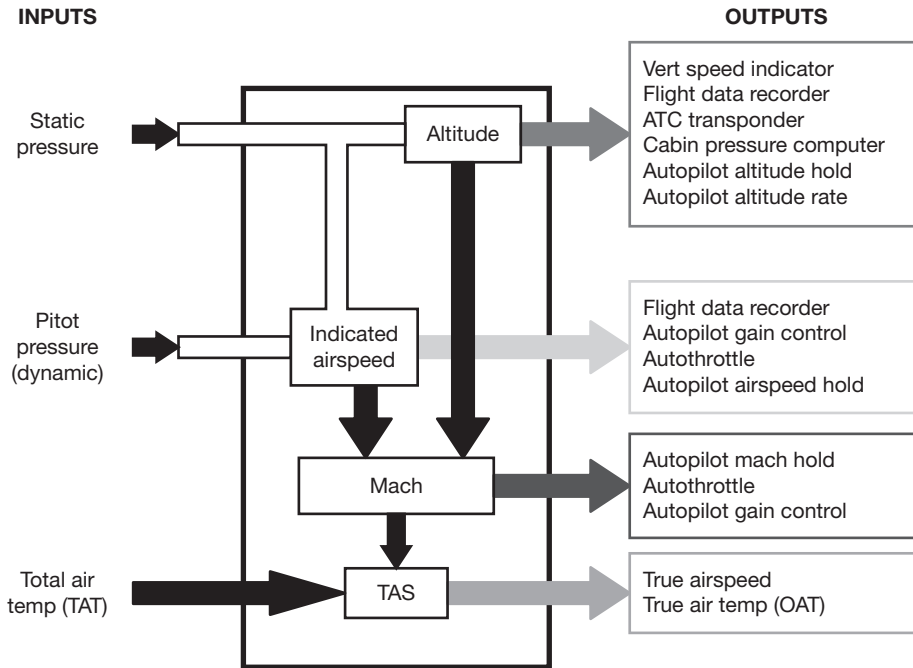 INPUTS
OUTPUTS
Static
pressure
Altitude
Vert speed indicator
Flight data recorder
ATC transponder
Cabin pressure computer
Autopilot altitude hold
Autopilot altitude rate
Pitot
pressure
(dynamic)
Indicated
airspeed
Flight data recorder
Autopilot gain control
Autothrottle
Autopilot airspeed hold
Mach
Autopilot mach hold
Autothrottle
Autopilot gain control
Total air
temp (TAT)
TAS
True airspeed
True air temp (OAT)